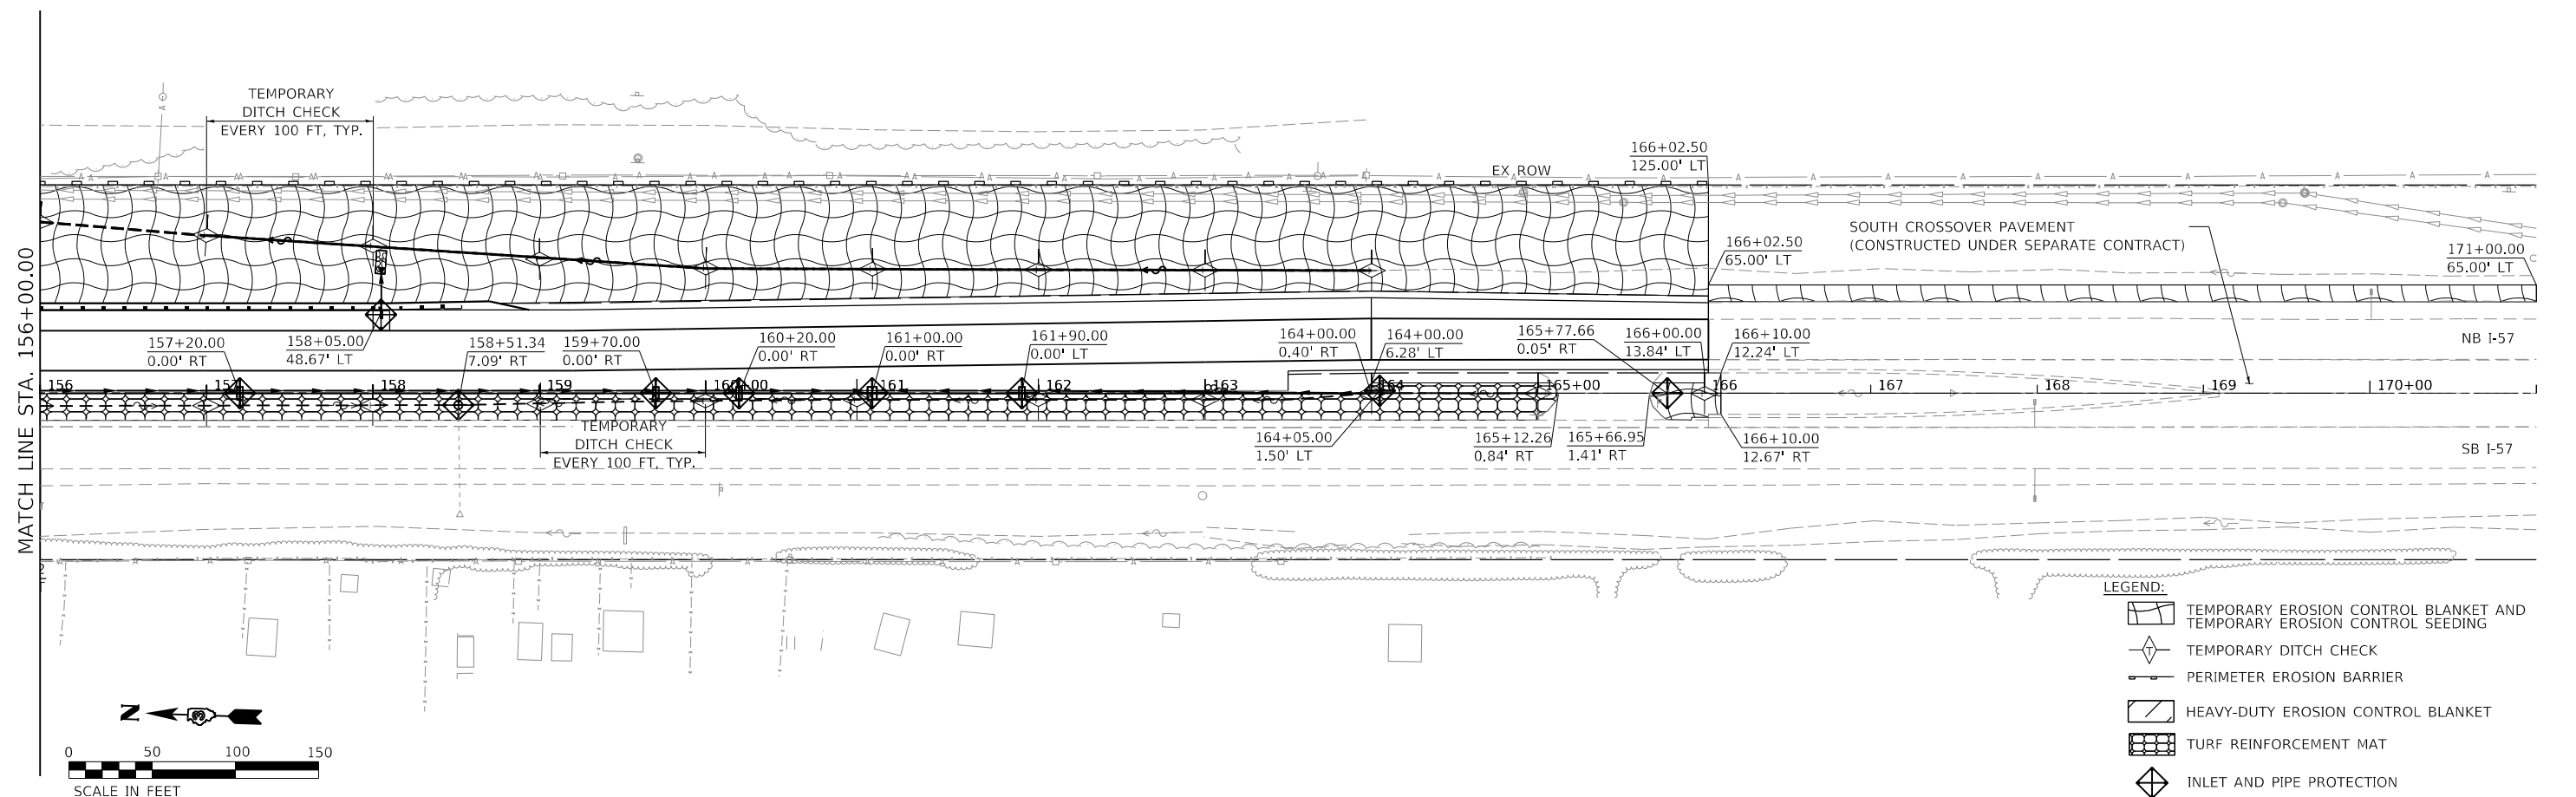 TEMPORARY
DITCH CHECK
EVERY 100 FT, TYP.
166+02.50
125.00' LT
EX ROW
SOUTH CROSSOVER PAVEMENT
(CONSTRUCTED UNDER SEPARATE CONTRACT)
166+02.50
65.00' LT
171+00.00
65.00' LT
MATCH LINE STA. 156+00.00
157+20.00
0.00' RT
158+05.00
48.67' LT
158+51.34
7.09' RT
159+70.00
0.00' RT
160+20.00
0.00' RT
161+00.00
0.00' RT
161+90.00
0.00' LT
164+00.00
0.40' RT
164+00.00
6.28' LT
165+77.66
0.05' RT
166+00.00
13.84' LT
166+10.00
12.24' LT
NB I-57
156 157 158 159 160+00 161 162 163 164 165+00 166 167 168 169 170+00
TEMPORARY
DITCH CHECK
EVERY 100 FT, TYP.
164+05.00
1.50' LT
165+12.26
0.84' RT
165+66.95
1.41' RT
166+10.00
12.67' RT
SB I-57
LEGEND:
TEMPORARY EROSION CONTROL BLANKET AND
TEMPORARY EROSION CONTROL SEEDING
T TEMPORARY DITCH CHECK
PERIMETER EROSION BARRIER
HEAVY-DUTY EROSION CONTROL BLANKET
TURF REINFORCEMENT MAT
INLET AND PIPE PROTECTION
N
0 50 100 150
SCALE IN FEET